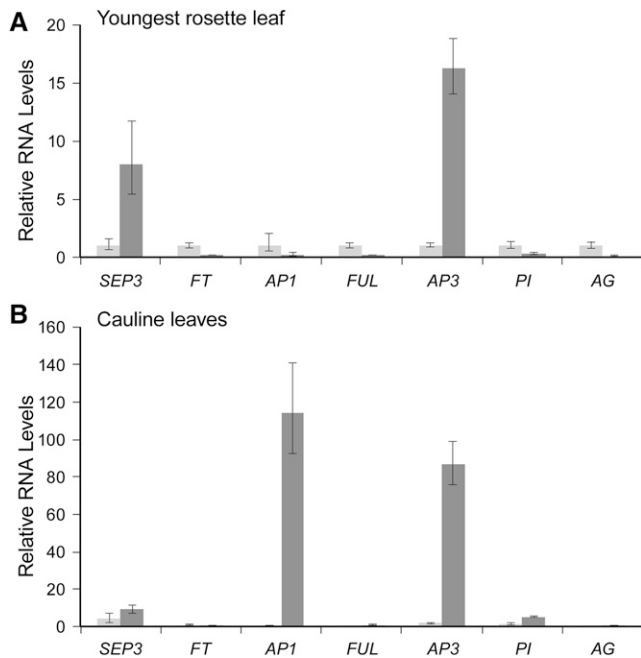 A Youngest rosette leaf
Relative RNA Levels
20
15
10
5
0
SEP3 FT AP1 FUL AP3 PI AG
B Cauline leaves
Relative RNA Levels
160
140
120
100
80
60
40
20
0
SEP3 FT AP1 FUL AP3 PI AG